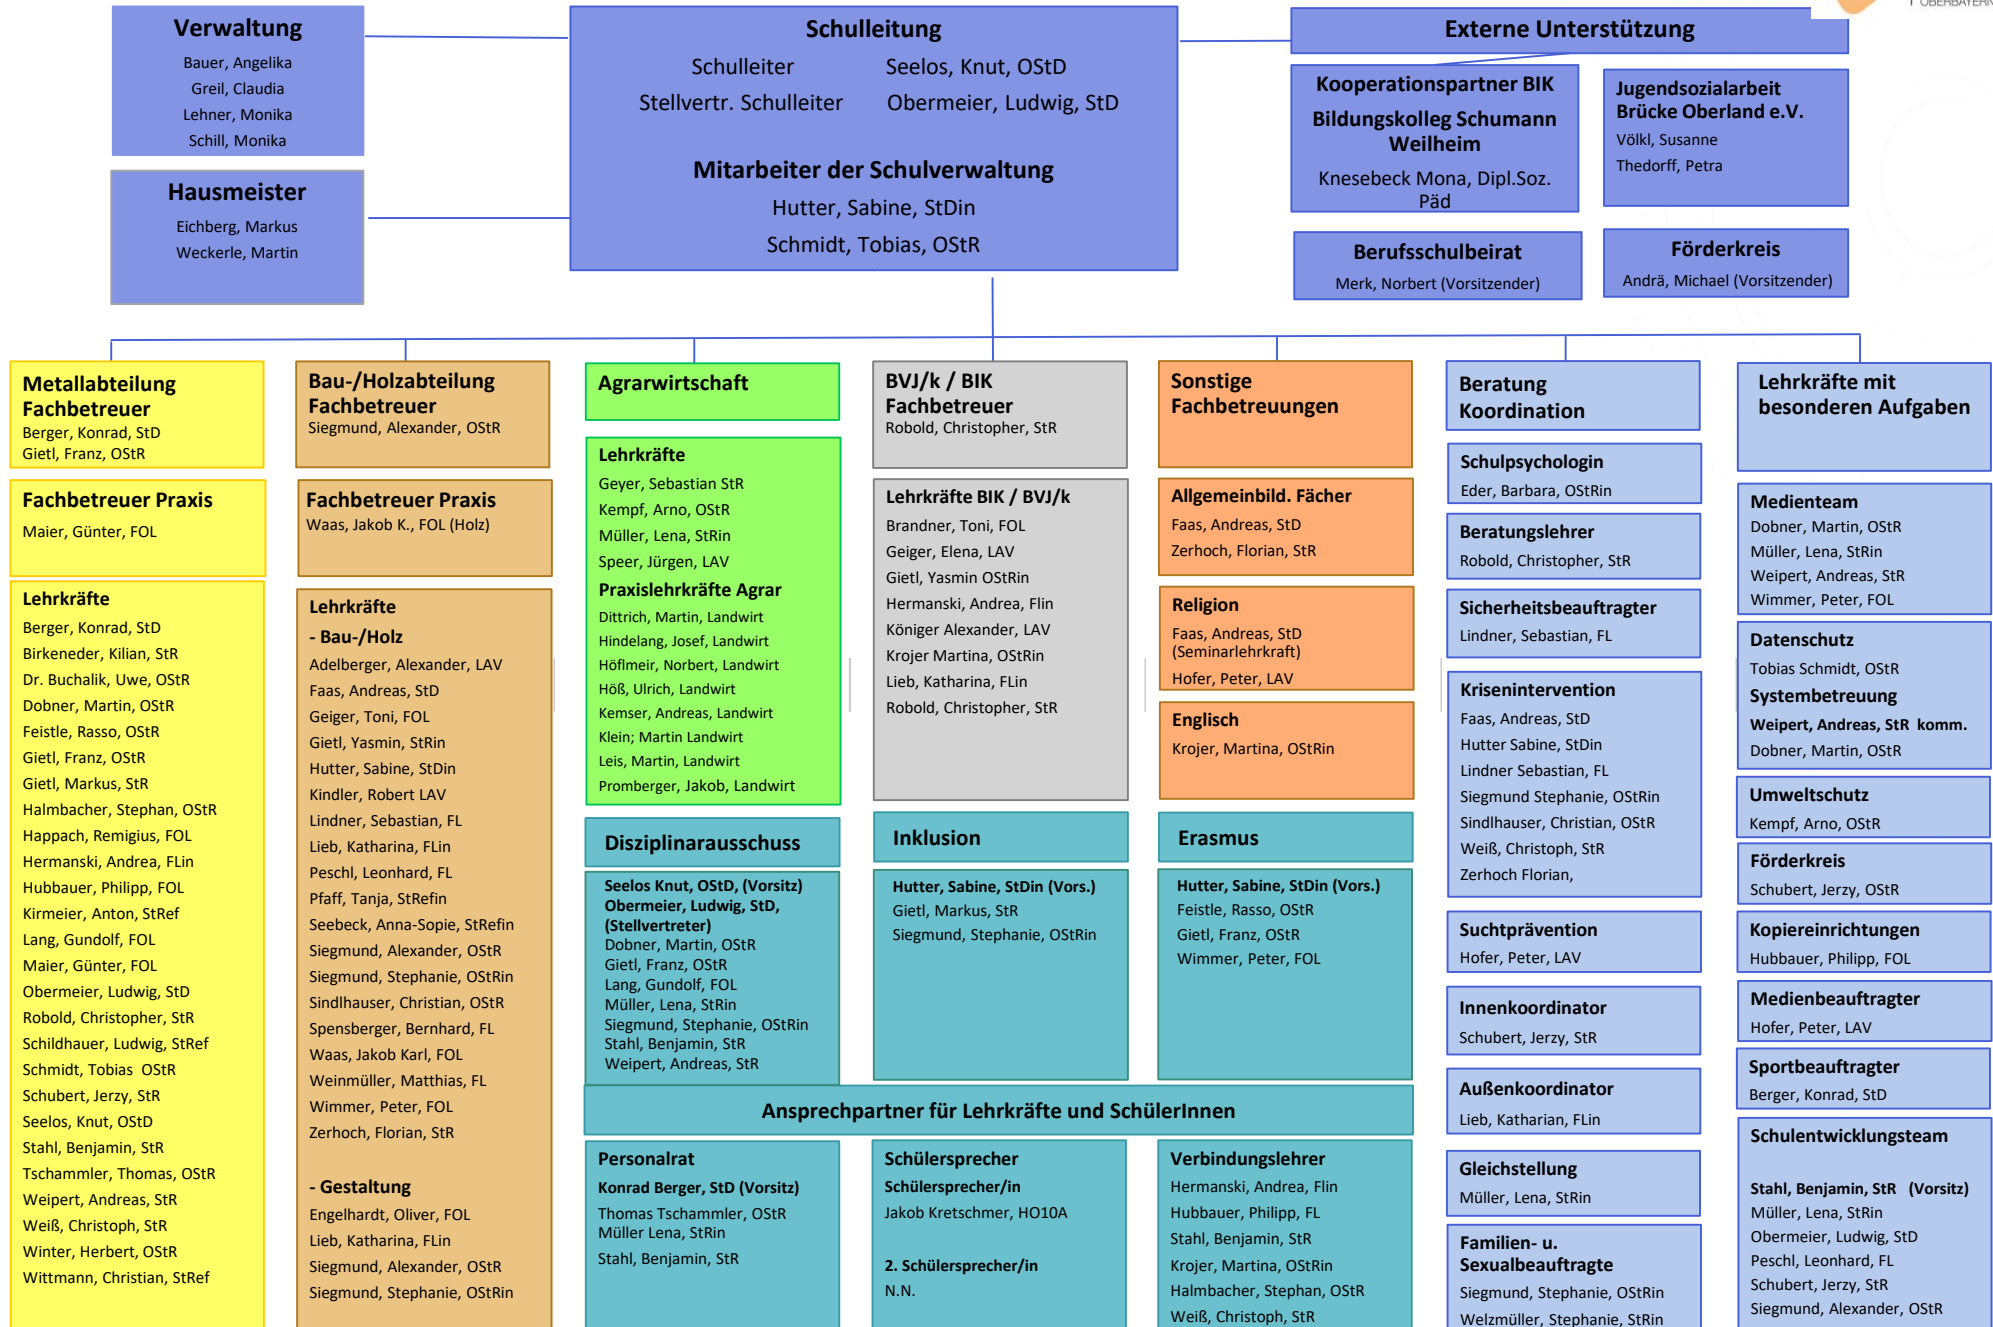 OBERBAYERN
Verwaltung
Bauer, Angelika
Greil, Claudia
Lehner, Monika
Schill, Monika
Hausmeister
Eichberg, Markus
Weckerle, Martin
Schulleitung
Schulleiter Seelos, Knut, OStD
Stellvertr. Schulleiter Obermeier, Ludwig, StD
Mitarbeiter der Schulverwaltung
Hutter, Sabine, StDin
Schmidt, Tobias, OStR
Externe Unterstützung
Kooperationspartner BIK
Bildungskolleg Schumann
Weilheim
Knesebeck Mona, Dipl.Soz.
Päd
Jugendsozialarbeit
Brücke Oberland e.V.
Völkl, Susanne
Thedorff, Petra
Berufsschulbeirat
Merk, Norbert (Vorsitzender)
Förderkreis
Andrä, Michael (Vorsitzender)
Metallabteilung
Fachbetreuer
Berger, Konrad, StD
Gietl, Franz, OStR
Fachbetreuer Praxis
Maier, Günter, FOL
Lehrkräfte
Berger, Konrad, StD
Birkeneder, Kilian, StR
Dr. Buchalik, Uwe, OStR
Dobner, Martin, OStR
Feistle, Rasso, OStR
Gietl, Franz, OStR
Gietl, Markus, StR
Halmbacher, Stephan, OStR
Happach, Remigius, FOL
Hermanski, Andrea, FLin
Hubbauer, Philipp, FOL
Kirmeier, Anton, StRef
Lang, Gundolf, FOL
Maier, Günter, FOL
Obermeier, Ludwig, StD
Robold, Christopher, StR
Schildhauer, Ludwig, StRef
Schmidt, Tobias OStR
Schubert, Jerzy, StR
Seelos, Knut, OStD
Stahl, Benjamin, StR
Tschammler, Thomas, OStR
Weipert, Andreas, StR
Weiß, Christoph, StR
Winter, Herbert, OStR
Wittmann, Christian, StRef
Bau-/Holzabteilung
Fachbetreuer
Siegmund, Alexander, OStR
Fachbetreuer Praxis
Waas, Jakob K., FOL (Holz)
Lehrkräfte
- Bau-/Holz
Adelberger, Alexander, LAV
Faas, Andreas, StD
Geiger, Toni, FOL
Gietl, Yasmin, StRin
Hutter, Sabine, StDin
Kindler, Robert LAV
Lindner, Sebastian, FL
Lieb, Katharina, FLin
Peschl, Leonhard, FL
Pfaff, Tanja, StRefin
Seebeck, Anna-Sopie, StRefin
Siegmund, Alexander, OStR
Siegmund, Stephanie, OStRin
Sindlhauser, Christian, OStR
Spensberger, Bernhard, FL
Waas, Jakob Karl, FOL
Weinmüller, Matthias, FL
Wimmer, Peter, FOL
Zerhoch, Florian, StR
- Gestaltung
Engelhardt, Oliver, FOL
Lieb, Katharina, FLin
Siegmund, Alexander, OStR
Siegmund, Stephanie, OStRin
Agrarwirtschaft
Lehrkräfte
Geyer, Sebastian StR
Kempf, Arno, OStR
Müller, Lena, StRin
Speer, Jürgen, LAV
Praxislehrkräfte Agrar
Dittrich, Martin, Landwirt
Hindelang, Josef, Landwirt
Höflmeir, Norbert, Landwirt
Höß, Ulrich, Landwirt
Kemser, Andreas, Landwirt
Klein; Martin Landwirt
Leis, Martin, Landwirt
Promberger, Jakob, Landwirt
BVJ/k / BIK
Fachbetreuer
Robold, Christopher, StR
Lehrkräfte BIK / BVJ/k
Brandner, Toni, FOL
Geiger, Elena, LAV
Gietl, Yasmin OStRin
Hermanski, Andrea, Flin
Königer Alexander, LAV
Krojer Martina, OStRin
Lieb, Katharina, FLin
Robold, Christopher, StR
Sonstige
Fachbetreuungen
Allgemeinbild. Fächer
Faas, Andreas, StD
Zerhoch, Florian, StR
Religion
Faas, Andreas, StD
(Seminarlehrkraft)
Hofer, Peter, LAV
Englisch
Krojer, Martina, OStRin
Disziplinarausschuss
Seelos Knut, OStD, (Vorsitz)
Obermeier, Ludwig, StD,
(Stellvertreter)
Dobner, Martin, OStR
Gietl, Franz, OStR
Lang, Gundolf, FOL
Müller, Lena, StRin
Siegmund, Stephanie, OStRin
Stahl, Benjamin, StR
Weipert, Andreas, StR
Inklusion
Hutter, Sabine, StDin (Vors.)
Gietl, Markus, StR
Siegmund, Stephanie, OStRin
Erasmus
Hutter, Sabine, StDin (Vors.)
Feistle, Rasso, OStR
Gietl, Franz, OStR
Wimmer, Peter, FOL
Ansprechpartner für Lehrkräfte und SchülerInnen
Personalrat
Konrad Berger, StD (Vorsitz)
Thomas Tschammler, OStR
Müller Lena, StRin
Stahl, Benjamin, StR
Schülersprecher
Schülersprecher/in
Jakob Kretschmer, HO10A
2. Schülersprecher/in
N.N.
Verbindungslehrer
Hermanski, Andrea, Flin
Hubbauer, Philipp, FL
Stahl, Benjamin, StR
Krojer, Martina, OStRin
Halmbacher, Stephan, OStR
Weiß, Christoph, StR
Beratung
Koordination
Schulpsychologin
Eder, Barbara, OStRin
Beratungslehrer
Robold, Christopher, StR
Sicherheitsbeauftragter
Lindner, Sebastian, FL
Krisenintervention
Faas, Andreas, StD
Hutter Sabine, StDin
Lindner Sebastian, FL
Siegmund Stephanie, OStRin
Sindlhauser, Christian, OStR
Weiß, Christoph, StR
Zerhoch Florian,
Suchtprävention
Hofer, Peter, LAV
Innenkoordinator
Schubert, Jerzy, StR
Außenkoordinator
Lieb, Katharian, FLin
Gleichstellung
Müller, Lena, StRin
Familien- u.
Sexualbeauftragte
Siegmund, Stephanie, OStRin
Welzmüller, Stephanie, StRin
Lehrkräfte mit
besonderen Aufgaben
Medienteam
Dobner, Martin, OStR
Müller, Lena, StRin
Weipert, Andreas, StR
Wimmer, Peter, FOL
Datenschutz
Tobias Schmidt, OStR
Systembetreuung
Weipert, Andreas, StR komm.
Dobner, Martin, OStR
Umweltschutz
Kempf, Arno, OStR
Förderkreis
Schubert, Jerzy, OStR
Kopiereinrichtungen
Hubbauer, Philipp, FOL
Medienbeauftragter
Hofer, Peter, LAV
Sportbeauftragter
Berger, Konrad, StD
Schulentwicklungsteam
Stahl, Benjamin, StR (Vorsitz)
Müller, Lena, StRin
Obermeier, Ludwig, StD
Peschl, Leonhard, FL
Schubert, Jerzy, StR
Siegmund, Alexander, OStR